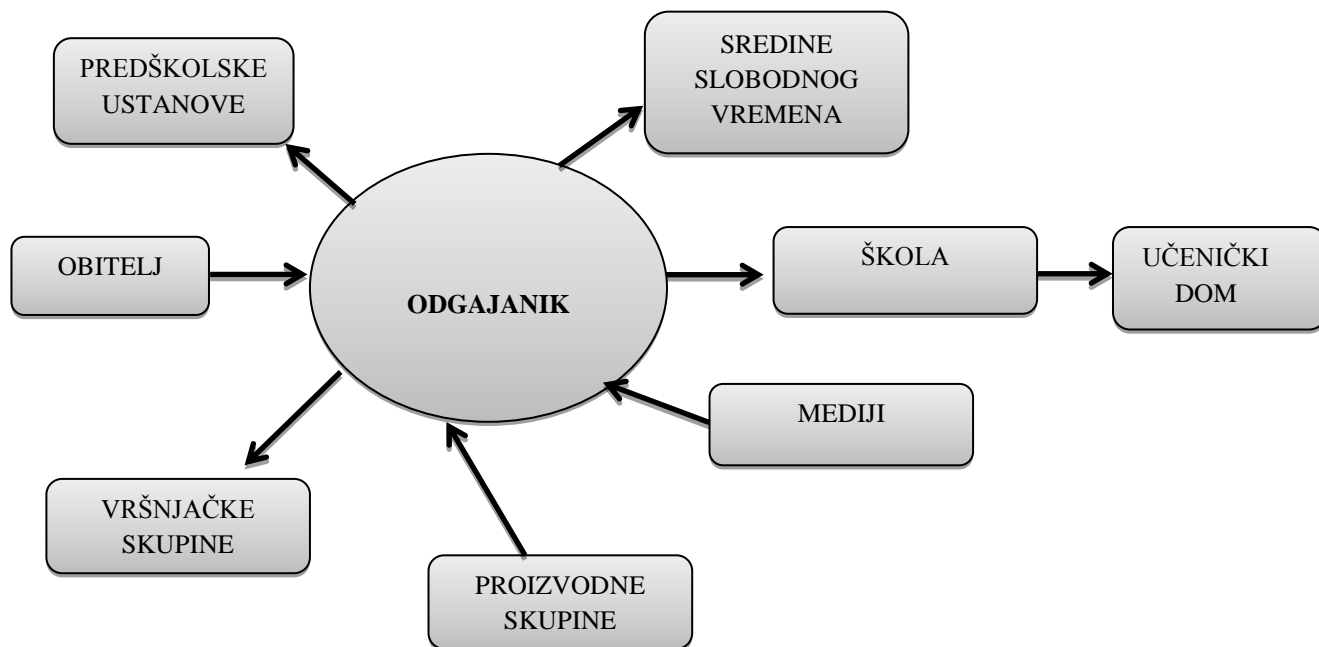 PREDŠKOLSKE
USTANOVE
SREDINE
SLOBODNOG
VREMENA
OBITELJ
ODGAJANIK
ŠKOLA
UČENIČKI
DOM
MEDIJI
VRŠNJAČKE
SKUPINE
PROIZVODNE
SKUPINE